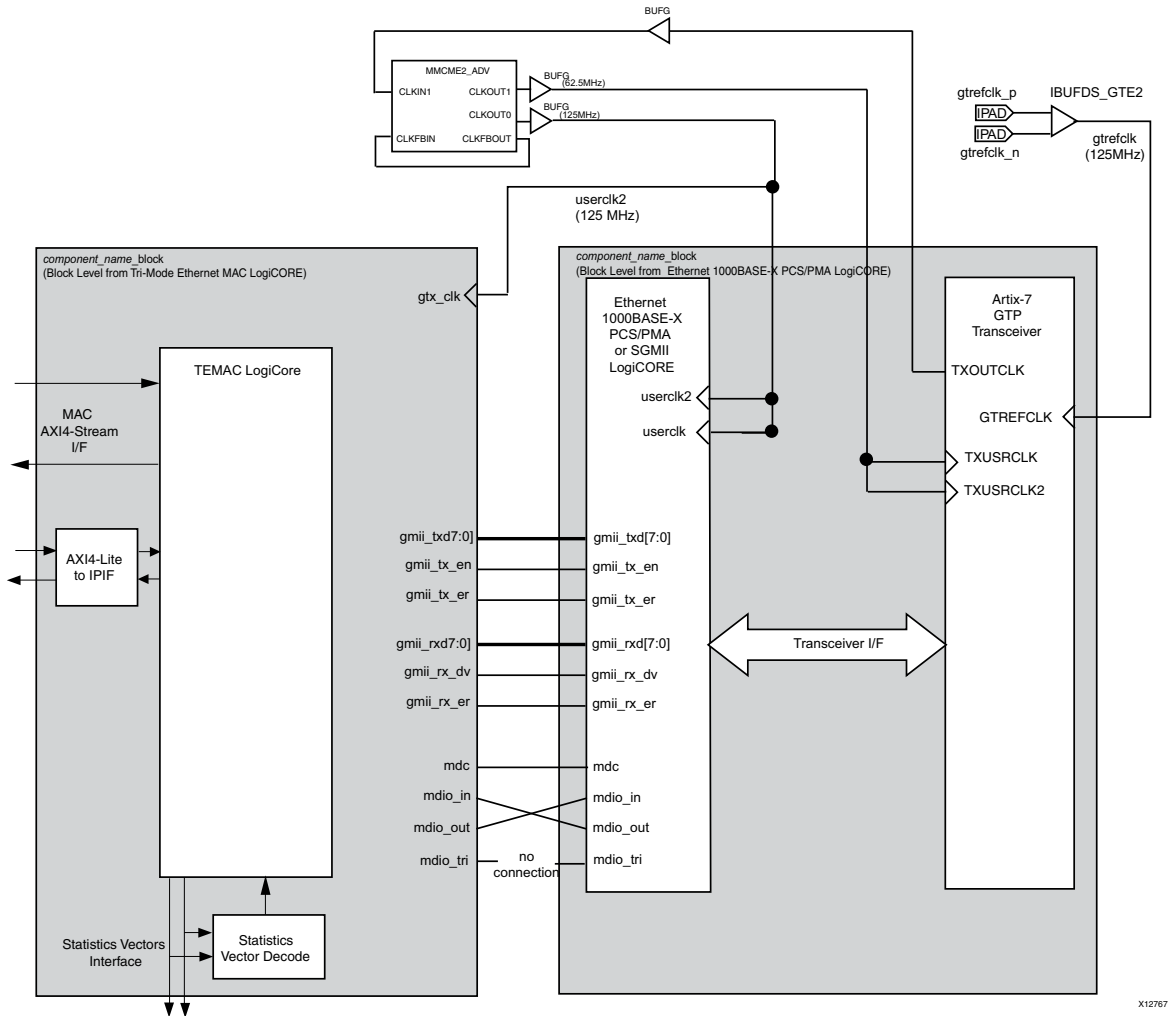 BUFG
MMCME2_ADV
CLKIN1
CLKOUT1
CLKOUT0
CLKFBIN
CLKFBOUT
BUFG
(62.5MHz)
BUFG
(125MHz)
gtrefclk_p
IPAD
IPAD
gtrefclk_n
IBUFDS_GTE2
gtrefclk
(125MHz)
userclk2
(125 MHz)
component_name_block
(Block Level from Tri-Mode Ethernet MAC LogiCORE)
gtx_clk
TEMAC LogiCore
MAC
AXI4-Stream
I/F
AXI4-Lite
to IPIF
gmii_txd7:0]
gmii_tx_en
gmii_tx_er
gmii_rxd7:0]
gmii_rx_dv
gmii_rx_er
mdc
mdio_in
mdio_out
mdio_tri
no
connection
Statistics Vectors
Interface
Statistics
Vector Decode
component_name_block
(Block Level from Ethernet 1000BASE-X PCS/PMA LogiCORE)
Ethernet
1000BASE-X
PCS/PMA
or SGMII
LogiCORE
userclk2
userclk
gmii_txd[7:0]
gmii_tx_en
gmii_tx_er
gmii_rxd[7:0]
gmii_rx_dv
gmii_rx_er
mdc
mdio_in
mdio_out
mdio_tri
Transceiver I/F
Artix-7
GTP
Transceiver
TXOUTCLK
GTREFCLK
TXUSRCLK
TXUSRCLK2
X12767